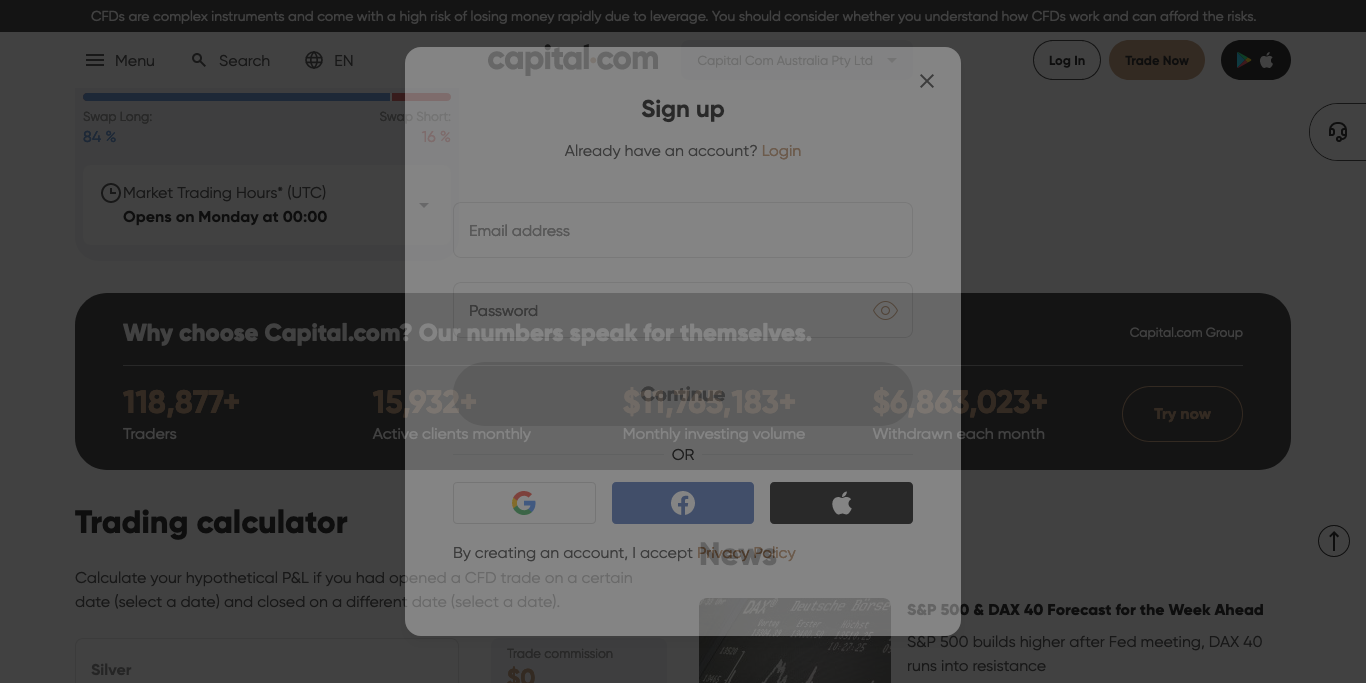 CFDs are complex instruments and come with a high risk of losing money rapidly due to leverage. You should consider whether you understand how CFDs work and can afford the risks.
Menu
Search
EN
capital.com
Capital Com Australia Pty Ltd
Log In
Trade Now
Sign up
Already have an account? Login
Swap Long:
Swap Short:
84 %
16 %
Market Trading Hours* (UTC)
Opens on Monday at 00:00
Email address
Password
Continue
OR
By creating an account, I accept Privacy Policy
Why choose Capital.com? Our numbers speak for themselves.
Capital.com Group
118,877+
Traders
15,932+
Active clients monthly
Monthly investing volume
$6,863,023+
Withdrawn each month
Try now
Trading calculator
Calculate your hypothetical P&L if you had opened a CFD trade on a certain
date (select a date) and closed on a different date (select a date).
Silver
Trade commission
$0
News
DAX Deutsche Börse
S&P 500 & DAX 40 Forecast for the Week Ahead
S&P 500 builds higher after Fed meeting, DAX 40
runs into resistance